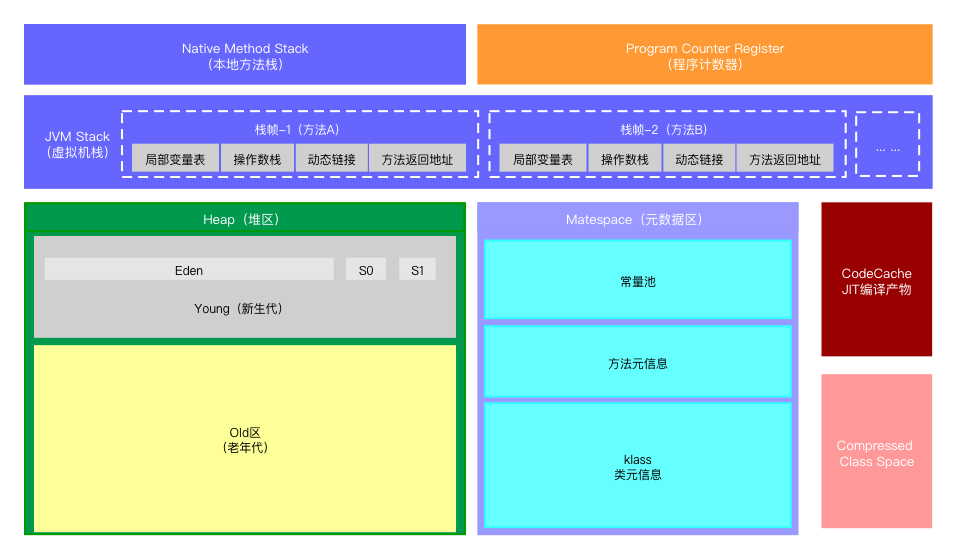 Native Method Stack
（本地方法栈）
Program Counter Register
（程序计数器）
JVM Stack
（虚拟机栈）
栈帧-1（方法A）
局部变量表
操作数栈
动态链接
方法返回地址
栈帧-2（方法B）
局部变量表
操作数栈
动态链接
方法返回地址
... ...
Heap（堆区）
Eden
S0
S1
Young（新生代）
Old区
（老年代）
Matespace（元数据区）
常量池
方法元信息
klass
类元信息
CodeCache
JIT编译产物
Compressed
Class Space